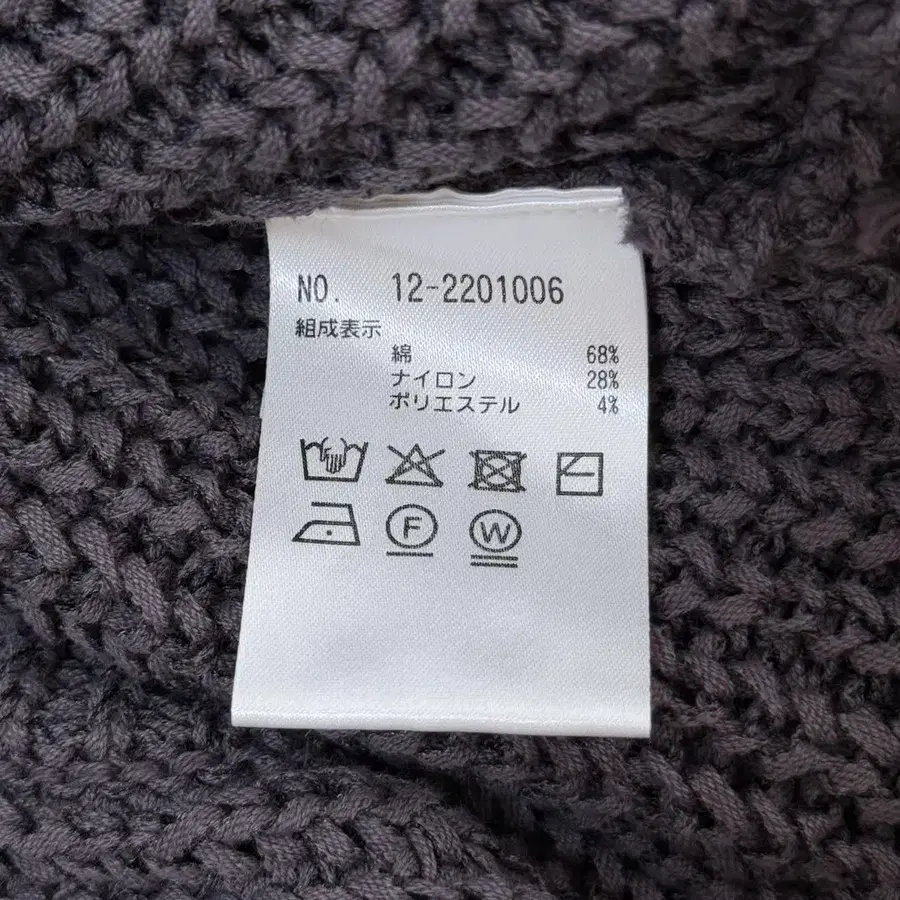 NO. 12-2201006
組成表示
綿 68%
ナイロン 28%
ポリエステル 4%
F W